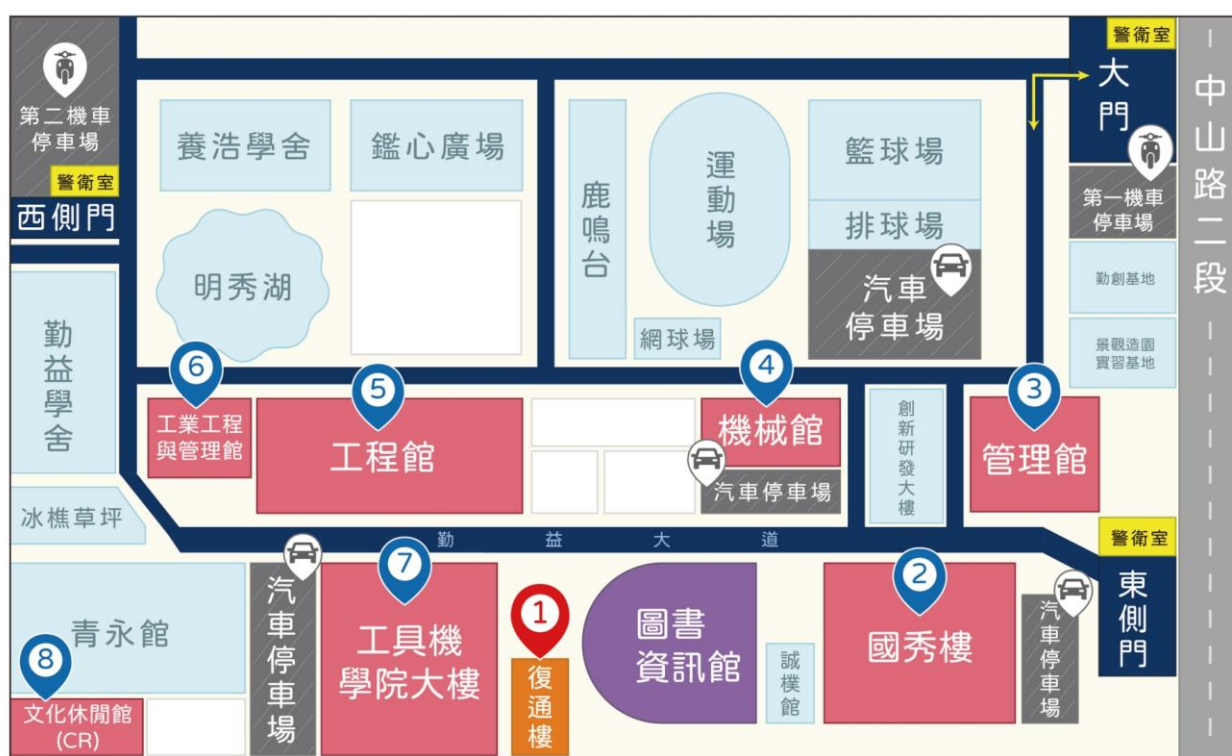 警衛室
大門
中山路二段
第二機車
停車場
警衛室
西側門
養浩學舍
鑑心廣場
鹿鳴台
運動場
籃球場
排球場
汽車
停車場
第一機車
停車場
勤創基地
景觀造園
實習基地
明秀湖
網球場
勤益學舍
6
工業工程
與管理館
5
工程館
4
機械館
汽車停車場
創新研發大樓
3
管理館
冰樵草坪
勤益大道
警衛室
東側門
青永館
8
文化休閒館
(CR)
汽車停車場
7
工具機
學院大樓
1
復通樓
圖書
資訊館
誠樸館
2
國秀樓
汽車停車場